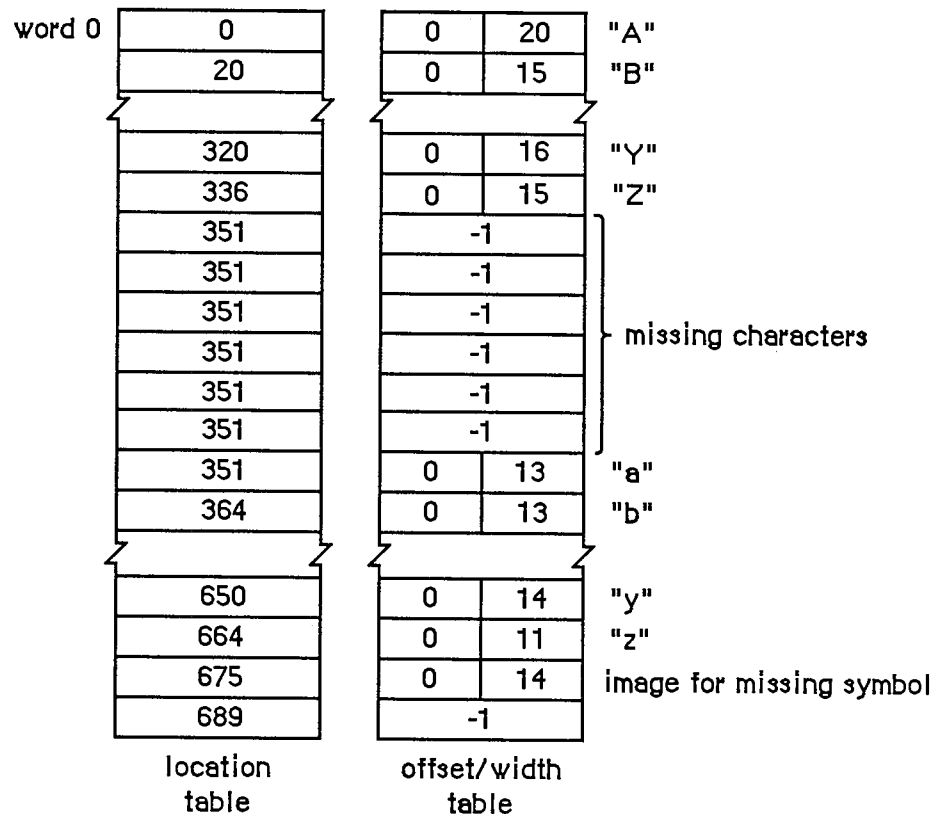 word 0 0 0 20 "A"
20 0 15 "B"
320 0 16 "Y"
336 0 15 "Z"
351 -1
351 -1
351 -1
351 -1 missing characters
351 -1
351 -1
351 0 13 "a"
364 0 13 "b"
650 0 14 "y"
664 0 11 "z"
675 0 14 image for missing symbol
689 -1
location offset/width
table table